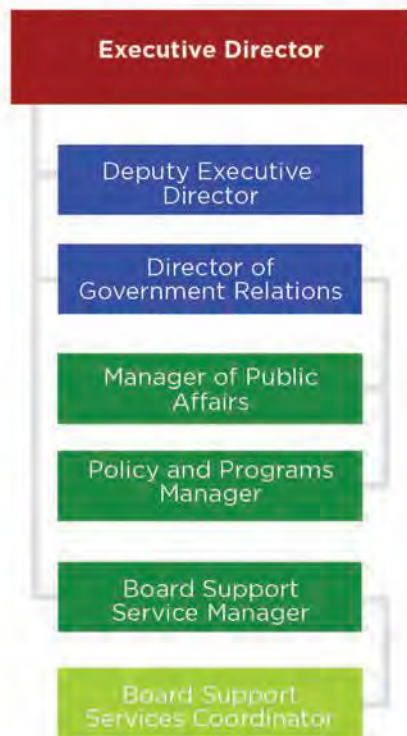 Executive Director
Deputy Executive
Director
Director of
Government Relations
Manager of Public
Affairs
Policy and Programs
Manager
Board Support
Service Manager
Board Support
Services Coordinator